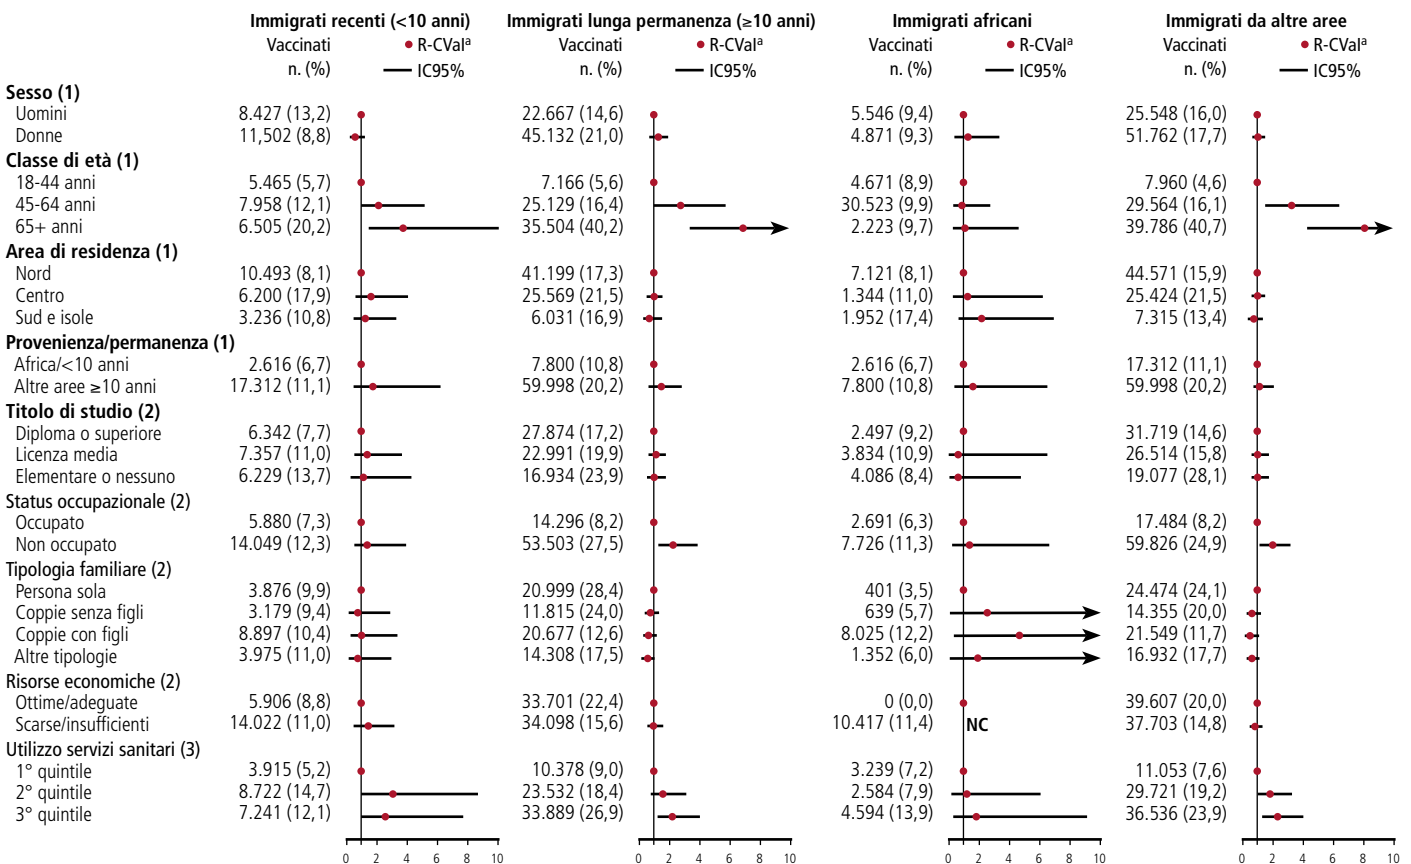 Immigrati recenti (<10 anni) Immigrati lunga permanenza (≥10 anni) Immigrati africani Immigrati da altre aree
Vaccinati R-CValᵃ Vaccinati R-CValᵃ Vaccinati R-CValᵃ Vaccinati R-CValᵃ
n. (%) IC95% n. (%) IC95% n. (%) IC95% n. (%) IC95%
Sesso (1)
Uomini 8.427 (13,2) 22.667 (14,6) 5.546 (9,4) 25.548 (16,0)
Donne 11,502 (8,8) 45.132 (21,0) 4.871 (9,3) 51.762 (17,7)
Classe di età (1)
18-44 anni 5.465 (5,7) 7.166 (5,6) 4.671 (8,9) 7.960 (4,6)
45-64 anni 7.958 (12,1) 25.129 (16,4) 30.523 (9,9) 29.564 (16,1)
65+ anni 6.505 (20,2) 35.504 (40,2) 2.223 (9,7) 39.786 (40,7)
Area di residenza (1)
Nord 10.493 (8,1) 41.199 (17,3) 7.121 (8,1) 44.571 (15,9)
Centro 6.200 (17,9) 25.569 (21,5) 1.344 (11,0) 25.424 (21,5)
Sud e isole 3.236 (10,8) 6.031 (16,9) 1.952 (17,4) 7.315 (13,4)
Provenienza/permanenza (1)
Africa/<10 anni 2.616 (6,7) 7.800 (10,8) 2.616 (6,7) 17.312 (11,1)
Altre aree ≥10 anni 17.312 (11,1) 59.998 (20,2) 7.800 (10,8) 59.998 (20,2)
Titolo di studio (2)
Diploma o superiore 6.342 (7,7) 27.874 (17,2) 2.497 (9,2) 31.719 (14,6)
Licenza media 7.357 (11,0) 22.991 (19,9) 3.834 (10,9) 26.514 (15,8)
Elementare o nessuno 6.229 (13,7) 16.934 (23,9) 4.086 (8,4) 19.077 (28,1)
Status occupazionale (2)
Occupato 5.880 (7,3) 14.296 (8,2) 2.691 (6,3) 17.484 (8,2)
Non occupato 14.049 (12,3) 53.503 (27,5) 7.726 (11,3) 59.826 (24,9)
Tipologia familiare (2)
Persona sola 3.876 (9,9) 20.999 (28,4) 401 (3,5) 24.474 (24,1)
Coppie senza figli 3.179 (9,4) 11.815 (24,0) 639 (5,7) 14.355 (20,0)
Coppie con figli 8.897 (10,4) 20.677 (12,6) 8.025 (12,2) 21.549 (11,7)
Altre tipologie 3.975 (11,0) 14.308 (17,5) 1.352 (6,0) 16.932 (17,7)
Risorse economiche (2)
Ottime/adeguate 5.906 (8,8) 33.701 (22,4) 0 (0,0) 39.607 (20,0)
Scarse/insufficienti 14.022 (11,0) 34.098 (15,6) 10.417 (11,4) NC 37.703 (14,8)
Utilizzo servizi sanitari (3)
1° quintile 3.915 (5,2) 10.378 (9,0) 3.239 (7,2) 11.053 (7,6)
2° quintile 8.722 (14,7) 23.532 (18,4) 2.584 (7,9) 29.721 (19,2)
3° quintile 7.241 (12,1) 33.889 (26,9) 4.594 (13,9) 36.536 (23,9)
0 2 4 6 8 10 0 2 4 6 8 10 0 2 4 6 8 10 0 2 4 6 8 10